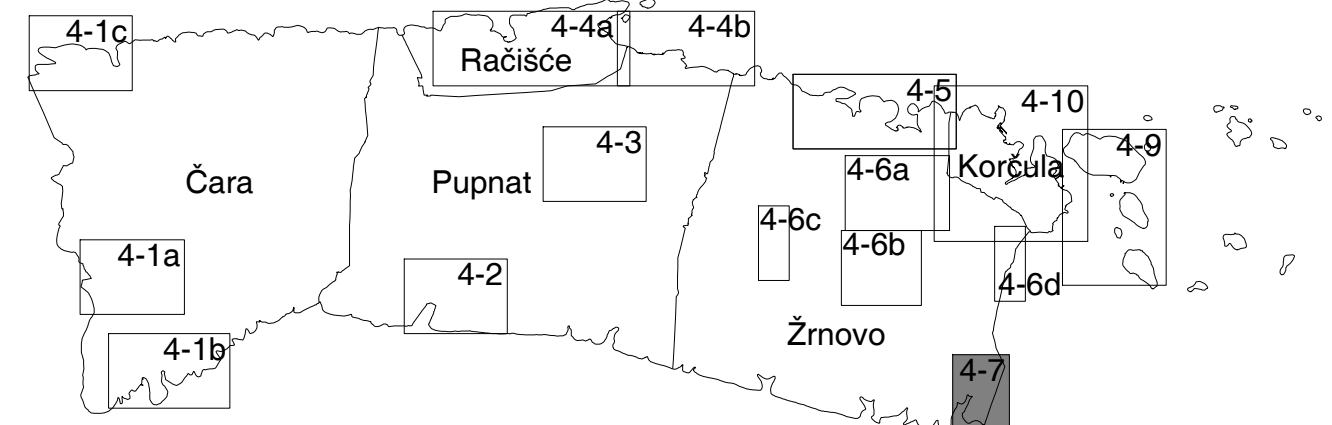 4-1c
4-4a
4-4b
Račišće
4-5
4-10
4-3
4-9
Čara
Pupnat
4-6a
Korčula
4-6c
4-1a
4-2
4-6b
4-6d
Žrnovo
4-1b
4-7